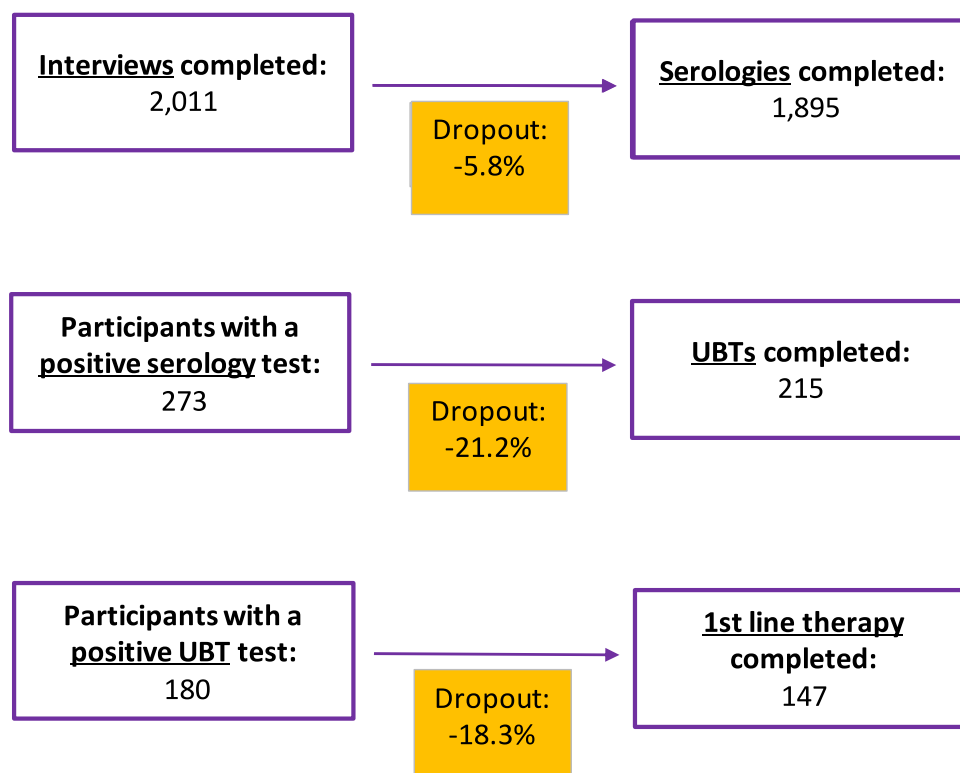 Interviews completed:
2,011
Dropout:
-5.8%
Serologies completed:
1,895
Participants with a
positive serology test:
273
Dropout:
-21.2%
UBTs completed:
215
Participants with a
positive UBT test:
180
Dropout:
-18.3%
1st line therapy
completed:
147